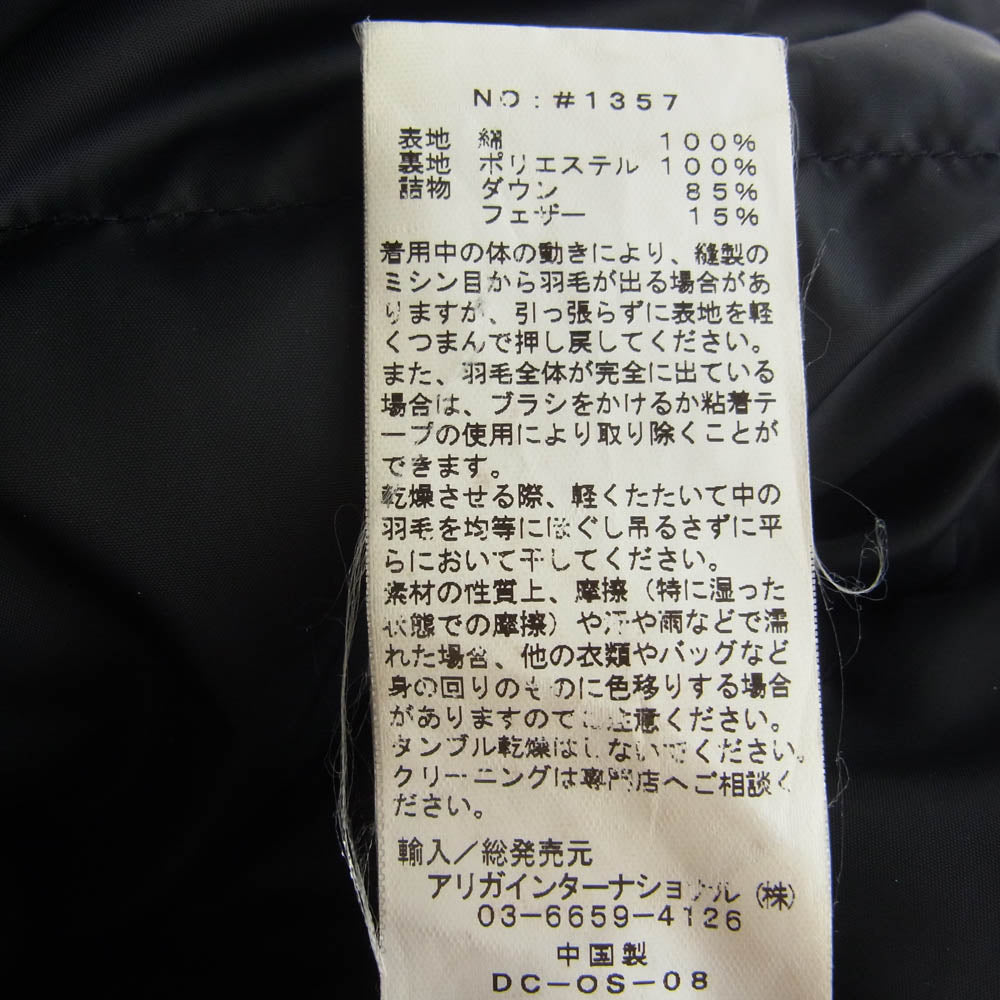 NO：#1357
表地 綿 100%
裏地 ポリエステル 100%
詰物 ダウン 85%
フェザー 15%
着用中の体の動きにより、縫製の
ミシン目から羽毛が出る場合があ
りますが、引っ張らずに表地を軽
くつまんで押し戻してください。
また、羽毛全体が完全に出ている
場合は、ブラシをかけるか粘着テ
ープの使用により取り除くことが
できます。
乾燥させる際、軽くたたいて中の
羽毛を均等にほぐし吊るさずに平
らにおいて干してください。
素材の性質上、摩擦（特に湿った
状態での摩擦）や汗や雨などで濡
れた場合、他の衣類やバッグなど
身の回りのものに色移りする場合
がありますのでご注意ください。
タンブル乾燥はしないでください。
クリーニングは専門店へご相談く
ださい。
輸入／総発売元
アリガインターナショナル（株）
03-6659-4126
中国製
DC-OS-08